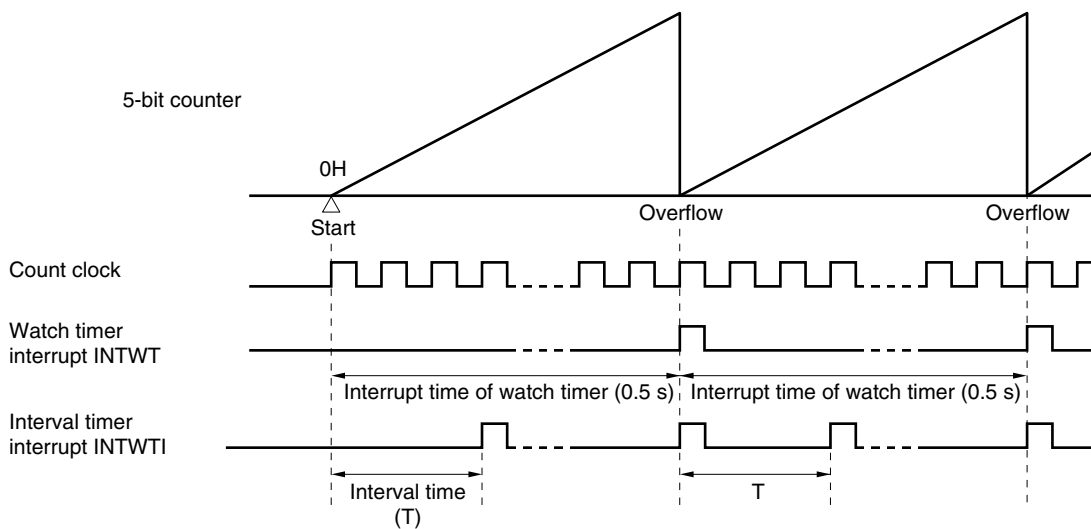 5-bit counter
0H
Start
Overflow
Overflow
Count clock
Watch timer
interrupt INTWT
Interrupt time of watch timer (0.5 s)
Interrupt time of watch timer (0.5 s)
Interval timer
interrupt INTWTI
Interval time
(T)
T